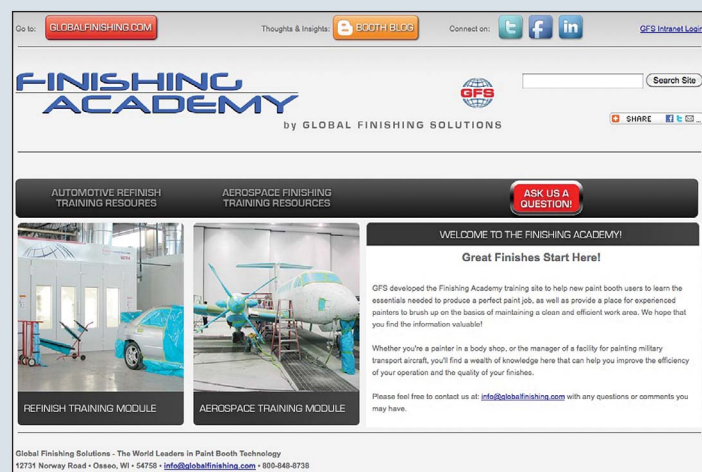 Go to: GLOBALFINISHING.COM Thoughts & Insights: BOOTH BLOG Connect on: GFS Intranet Login
FINISHING
ACADEMY
by GLOBAL FINISHING SOLUTIONS
GFS
Search Site
SHARE
AUTOMOTIVE REFINISH
TRAINING RESOURES
AEROSPACE FINISHING
TRAINING RESOURCES
ASK US A
QUESTION!
REFINISH TRAINING MODULE
AEROSPACE TRAINING MODULE
WELCOME TO THE FINISHING ACADEMY!
Great Finishes Start Here!
GFS developed the Finishing Academy training site to help new paint booth users to learn the
essentials needed to produce a perfect paint job, as well as provide a place for experienced
painters to brush up on the basics of maintaining a clean and efficient work area. We hope that
you find the information valuable!
Whether you're a painter in a body shop, or the manager of a facility for painting military
transport aircraft, you'll find a wealth of knowledge here that can help you improve the efficiency
of your operation and the quality of your finishes.
Please feel free to contact us at: info@globalfinishing.com with any questions or comments you
may have.
Global Finishing Solutions - The World Leaders in Paint Booth Technology
12731 Norway Road • Osseo, WI • 54758 • info@globalfinishing.com • 800-848-8738